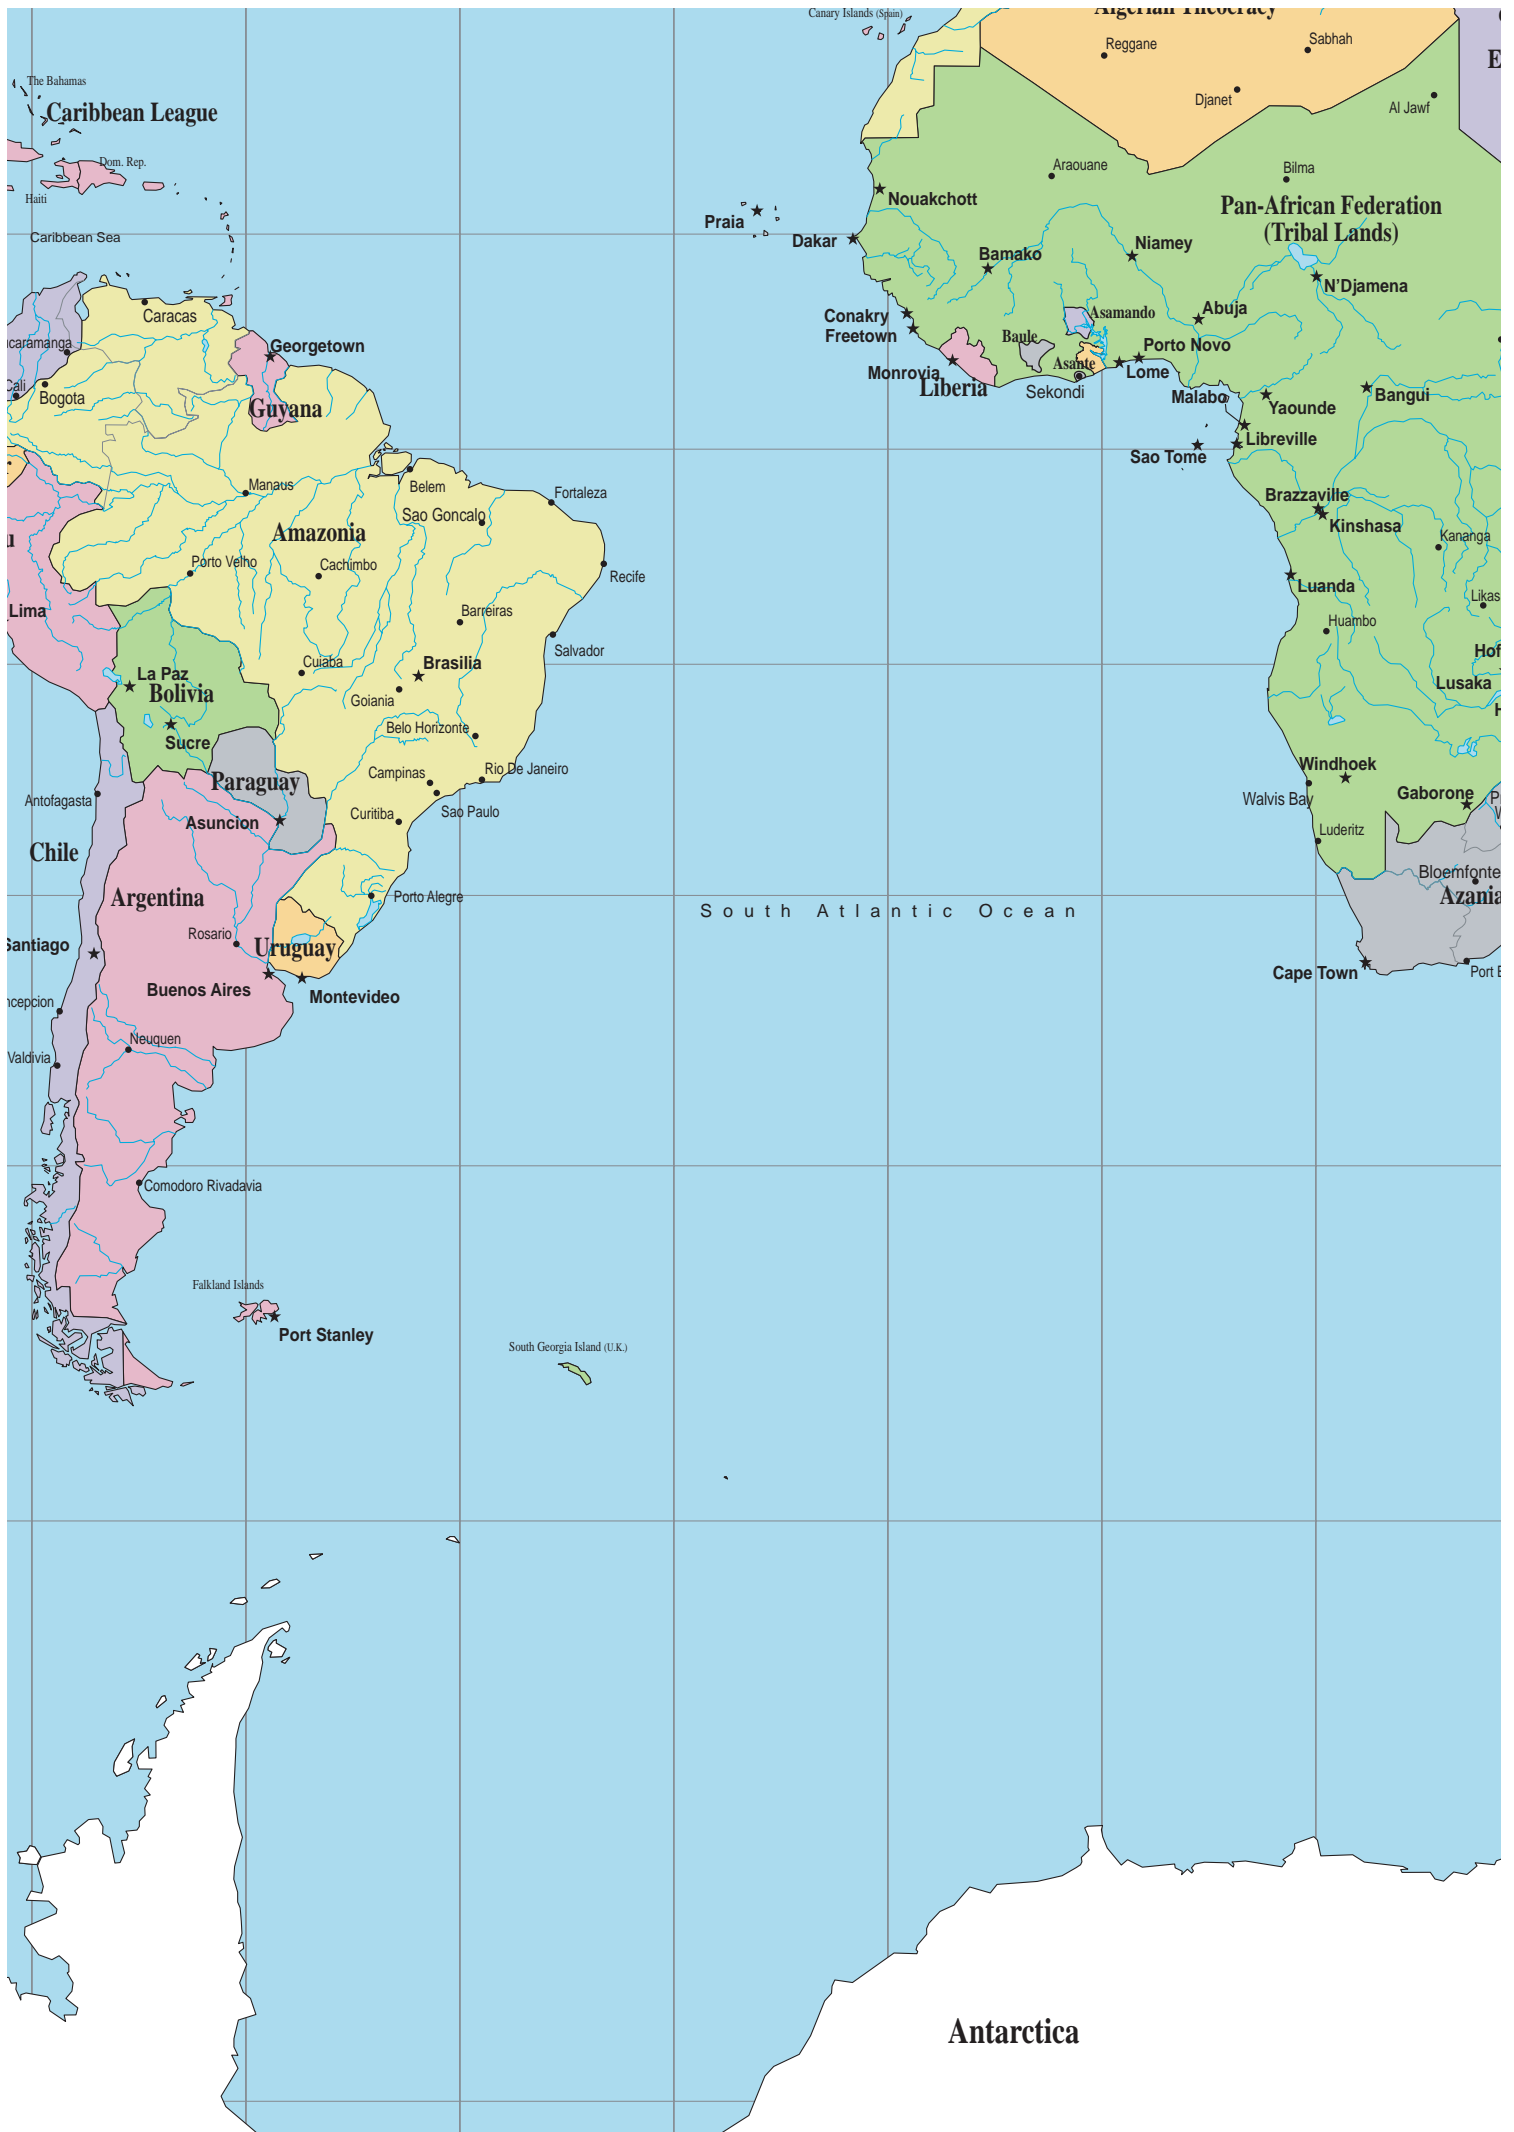 Canary Islands (Spain)
Algerian Theocracy
Reggane
Sabhah
E
The Bahamas
Djanet
Al Jawf
Caribbean League
Dom. Rep.
Haiti
Araouane
Bilma
Nouakchott
Pan-African Federation
(Tribal Lands)
Praia
Caribbean Sea
Dakar
Niamey
Bamako
N'Djamena
Caracas
Conakry
Freetown
Asamando
Abuja
caramanga
Georgetown
Baule
Porto Novo
Monrovia
Asante
Lome
Cali
Bogota
Guyana
Liberia
Sekondi
Malabo
Yaounde
Bangui
Libreville
Sao Tome
r
Manaus
Belem
Fortaleza
Brazzaville
Sao Goncalo
Kinshasa
u
Amazonia
Kananga
Porto Velho
Cachimbo
Recife
Luanda
Likas
Lima
Barreiras
Huambo
Salvador
Hof
Cuiaba
Brasilia
La Paz
Bolivia
Goiania
Lusaka
H
Belo Horizonte
Sucre
Windhoek
Paraguay
Campinas
Rio De Janeiro
Antofagasta
Walvis Bay
Gaborone
P
W
Asuncion
Curitiba
Sao Paulo
Luderitz
Chile
Bloemfonte
Argentina
Porto Alegre
Azania
South Atlantic Ocean
Rosario
Santiago
Uruguay
Cape Town
Port E
Buenos Aires
Montevideo
ncepcion
Neuquen
Valdivia
Comodoro Rivadavia
Falkland Islands
Port Stanley
South Georgia Island (U.K.)
Antarctica